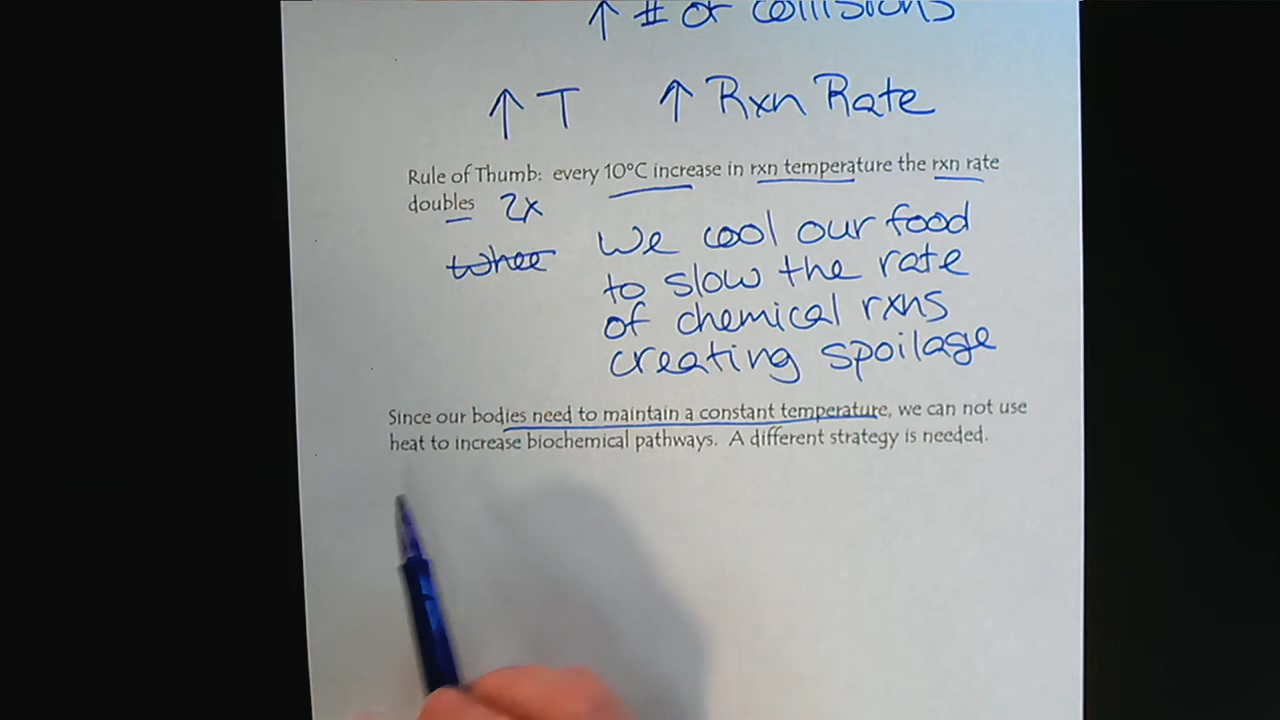 ↑ # of collisions
↑ T ↑ Rxn Rate
Rule of Thumb: every 10°C increase in rxn temperature the rxn rate
doubles 2x
We cool our food
to slow the rate
of chemical rxns
creating spoilage
Since our bodies need to maintain a constant temperature, we can not use
heat to increase biochemical pathways. A different strategy is needed.